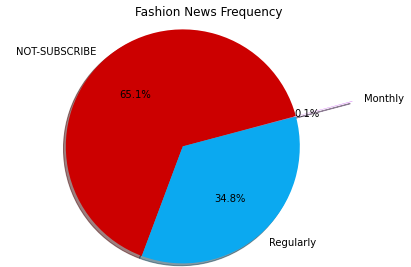 Fashion News Frequency
NOT-SUBSCRIBE
65.1%
Monthly
0.1%
34.8%
Regularly